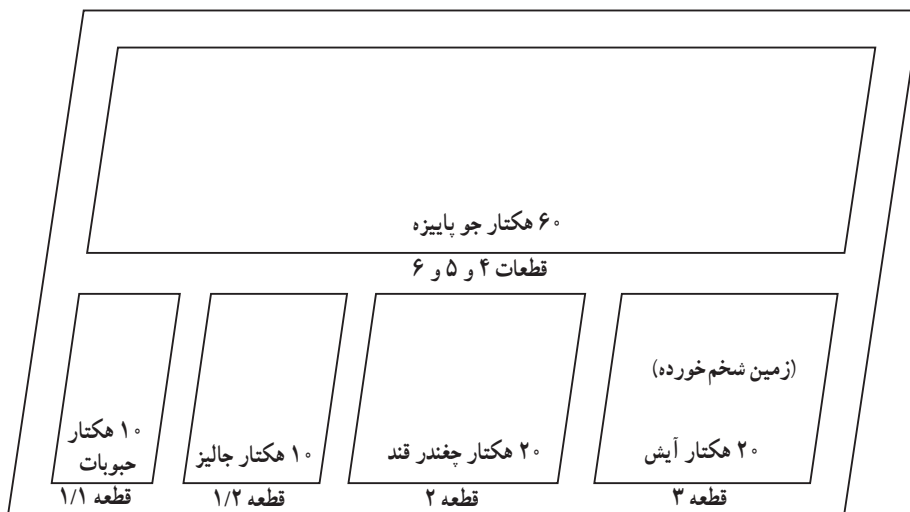 ۶۰ هکتار جو پاییزه
قطعات ۴ و ۵ و ۶
(زمین شخم‌خورده)
۲۰ هکتار آیش
قطعه ۳
۲۰ هکتار چغندر قند
قطعه ۲
۱۰ هکتار جالیز
قطعه ۱/۲
۱۰ هکتار
حبوبات
قطعه ۱/۱